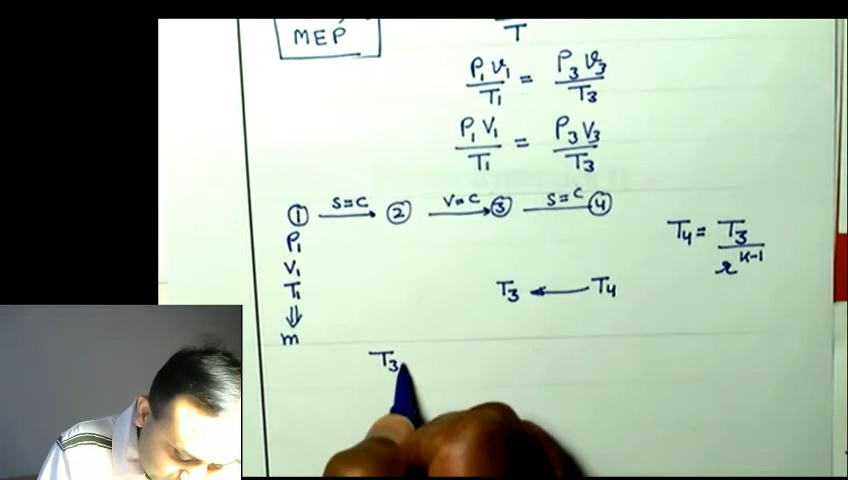 T
MEP
P₁v₁/T₁ = P₃v₃/T₃
P₁V₁/T₁ = P₃V₃/T₃
① S=C → ② V=C → ③ S=C ④
P₁
V₁
T₁
⇓
m
T₄ = T₃/r^(K-1)
T₃ ← T₄
T₃